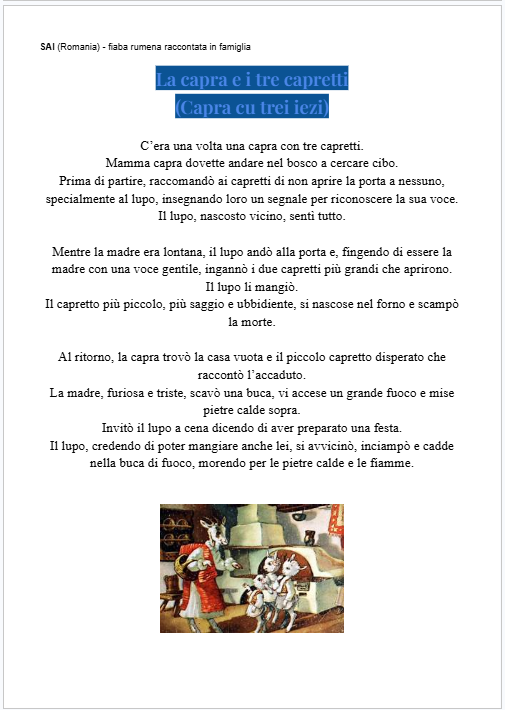 SAI (Romania) - fiaba rumena raccontata in famiglia
La capra e i tre capretti
(Capra cu trei iezi)
C’era una volta una capra con tre capretti.
Mamma capra dovette andare nel bosco a cercare cibo.
Prima di partire, raccomandò ai capretti di non aprire la porta a nessuno,
specialmente al lupo, insegnando loro un segnale per riconoscere la sua voce.
Il lupo, nascosto vicino, sentì tutto.
Mentre la madre era lontana, il lupo andò alla porta e, fingendo di essere la
madre con una voce gentile, ingannò i due capretti più grandi che aprirono.
Il lupo li mangiò.
Il capretto più piccolo, più saggio e ubbidiente, si nascose nel forno e scampò
la morte.
Al ritorno, la capra trovò la casa vuota e il piccolo capretto disperato che
raccontò l’accaduto.
La madre, furiosa e triste, scavò una buca, vi accese un grande fuoco e mise
pietre calde sopra.
Invitò il lupo a cena dicendo di aver preparato una festa.
Il lupo, credendo di poter mangiare anche lei, si avvicinò, inciampò e cadde
nella buca di fuoco, morendo per le pietre calde e le fiamme.